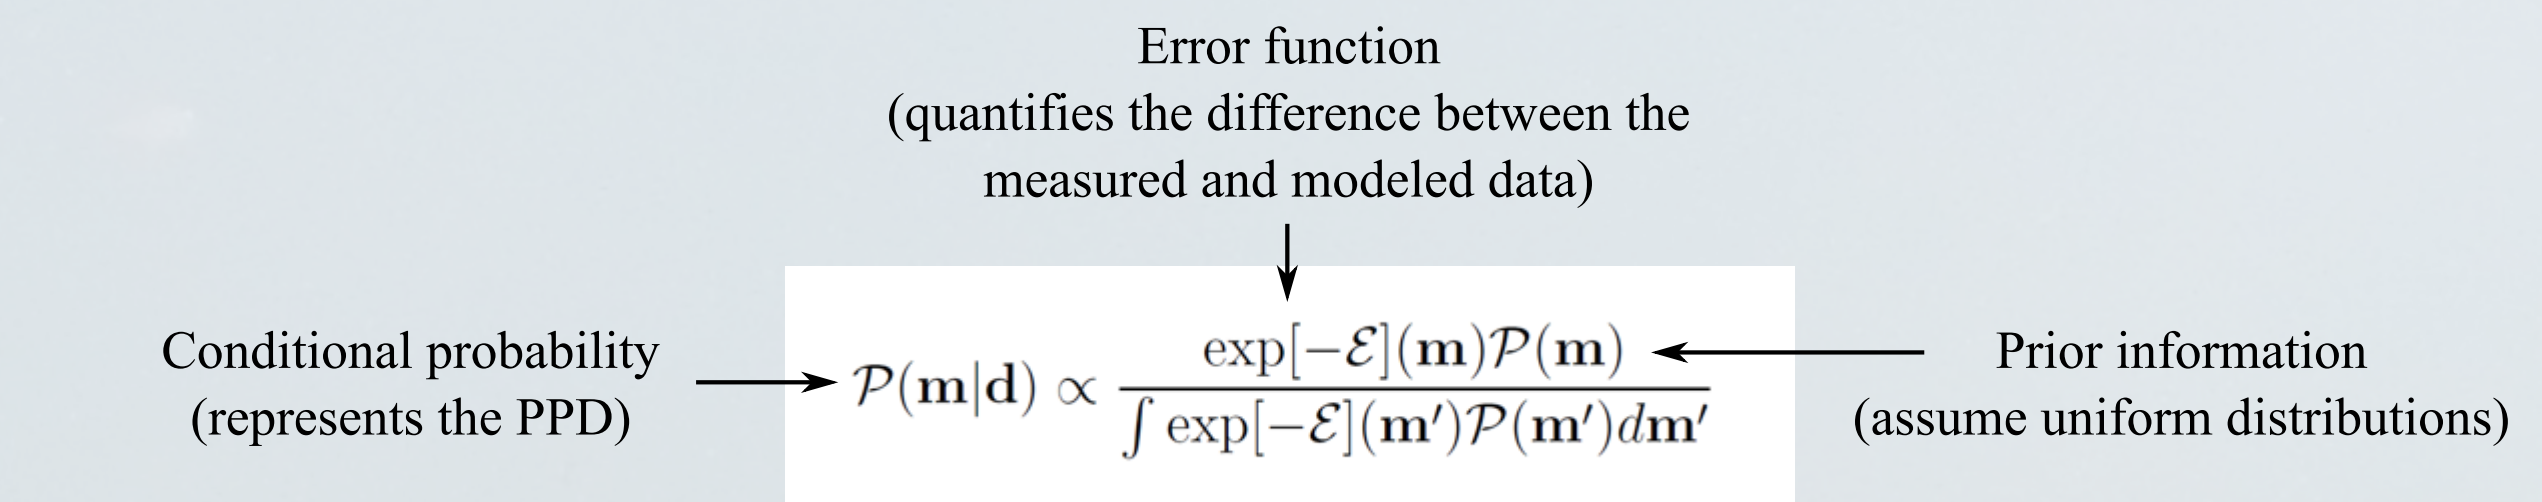 Error function
(quantifies the difference between the
measured and modeled data)
Conditional probability
(represents the PPD)
𝒫(𝐦|𝐝) ∝ exp[−ℰ](𝐦)𝒫(𝐦) / ∫ exp[−ℰ](𝐦′)𝒫(𝐦′)d𝐦′
Prior information
(assume uniform distributions)